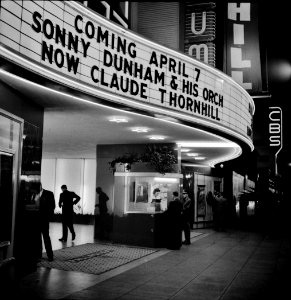 COMING APRIL 7
SONNY DUNHAM & HIS ORCH
NOW CLAUDE THORNHILL
CBS